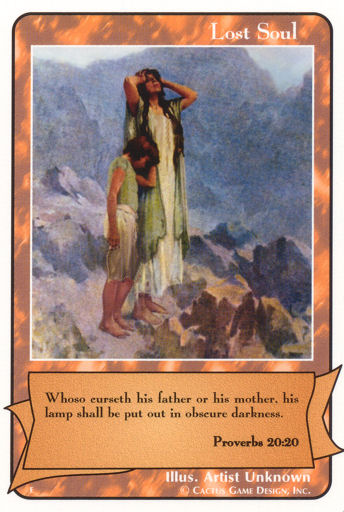 Lost Soul
Whoso curseth his father or his mother, his
lamp shall be put out in obscure darkness.
Proverbs 20:20
Illus. Artist Unknown
F © Cactus Game Design, Inc.